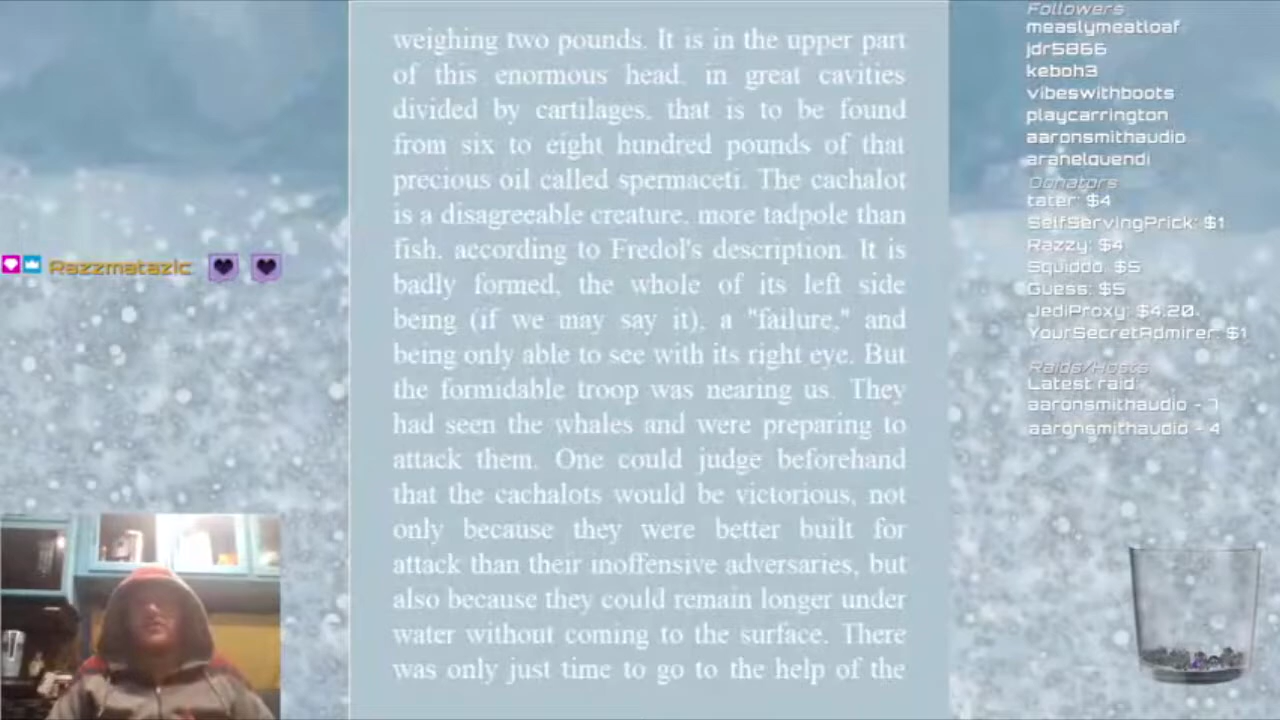 weighing two pounds. It is in the upper part
of this enormous head, in great cavities
divided by cartilages, that is to be found
from six to eight hundred pounds of that
precious oil called spermaceti. The cachalot
is a disagreeable creature, more tadpole than
fish, according to Fredol's description. It is
badly formed, the whole of its left side
being (if we may say it), a "failure," and
being only able to see with its right eye. But
the formidable troop was nearing us. They
had seen the whales and were preparing to
attack them. One could judge beforehand
that the cachalots would be victorious, not
only because they were better built for
attack than their inoffensive adversaries, but
also because they could remain longer under
water without coming to the surface. There
was only just time to go to the help of the
Razzmatazic
Followers
measlymeatloaf
jdr5866
keboh3
vibeswithboots
playcarrington
aaronsmithaudio
aranelquendi
Donators
tater: $4
SelfServingPrick: $1
Razzy: $4
Squiddo: $5
Guess: $5
JediProxy: $4.20
YourSecretAdmirer: $1
Raids/Hosts
Latest raid
aaronsmithaudio - 7
aaronsmithaudio - 4